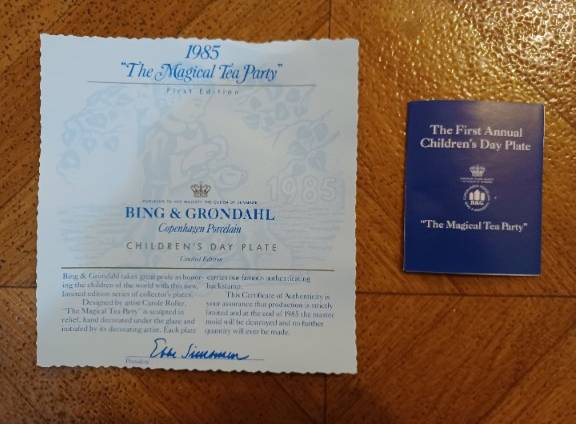 1985
"The Magical Tea Party"
First Edition
1985
BING & GRONDAHL
Copenhagen Porcelain
CHILDREN'S DAY PLATE
Limited Edition
Bing & Grondahl takes great pride in honor-
ing the children of the world with this new,
limited edition series of collector's plates.
Designed by artist Carole Roller,
"The Magical Tea Party" is sculpted in
relief, hand decorated under the glaze and
initialed by its decorating artist. Each plate
carries our famous authenticating
backstamp.
This Certificate of Authenticity is
your assurance that production is strictly
limited and at the end of 1985 the master
mold will be destroyed and no further
quantity will ever be made.
President
The First Annual
Children's Day Plate
B&G
"The Magical Tea Party"